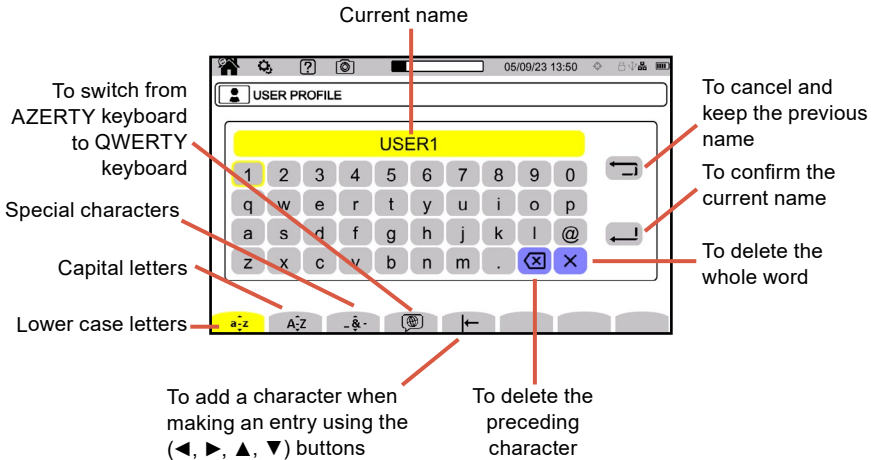 Current name
05/09/23 13:50
To switch from
AZERTY keyboard
to QWERTY
keyboard
USER PROFILE
To cancel and
keep the previous
name
USER1
1 2 3 4 5 6 7 8 9 0
To confirm the
current name
q w e r t y u i o p
Special characters
a s d f g h j k l @
To delete the
whole word
Capital letters
z x c v b n m .
Lower case letters
a-z A-Z - & -
To add a character when
making an entry using the
(◄, ►, ▲, ▼) buttons
To delete the
preceding
character